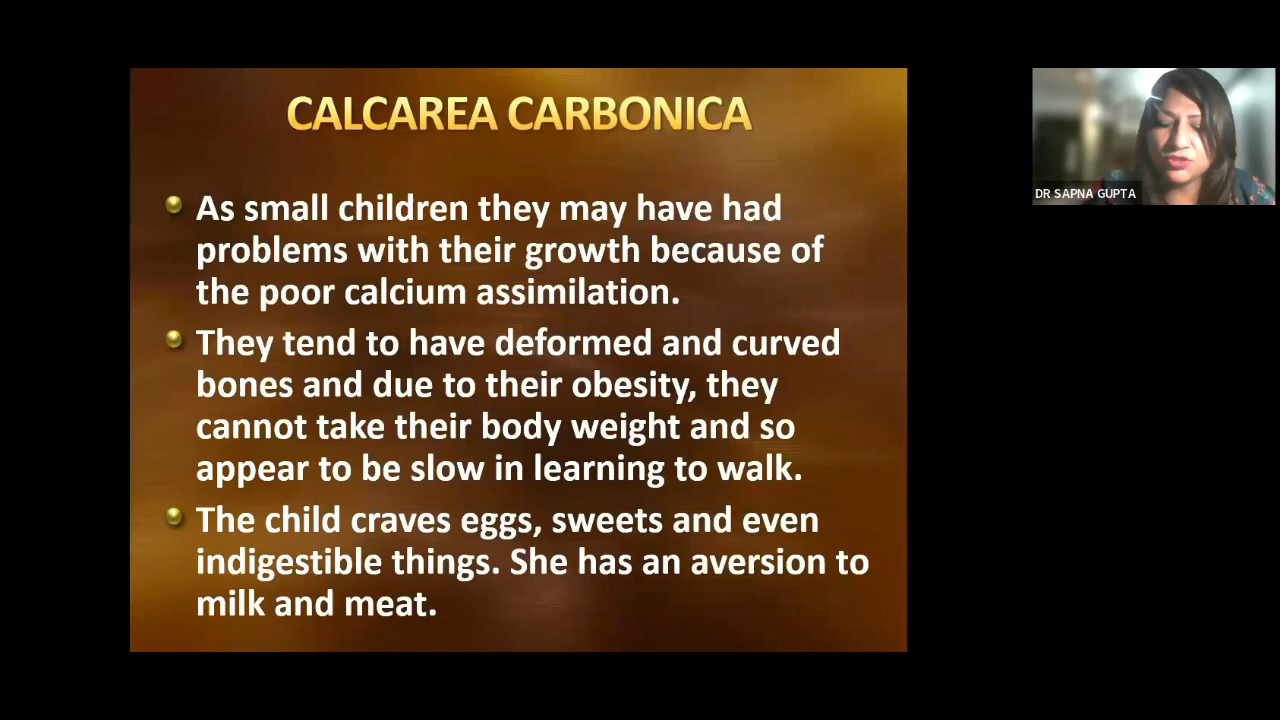 CALCAREA CARBONICA
As small children they may have had
problems with their growth because of
the poor calcium assimilation.
They tend to have deformed and curved
bones and due to their obesity, they
cannot take their body weight and so
appear to be slow in learning to walk.
The child craves eggs, sweets and even
indigestible things. She has an aversion to
milk and meat.
DR SAPNA GUPTA